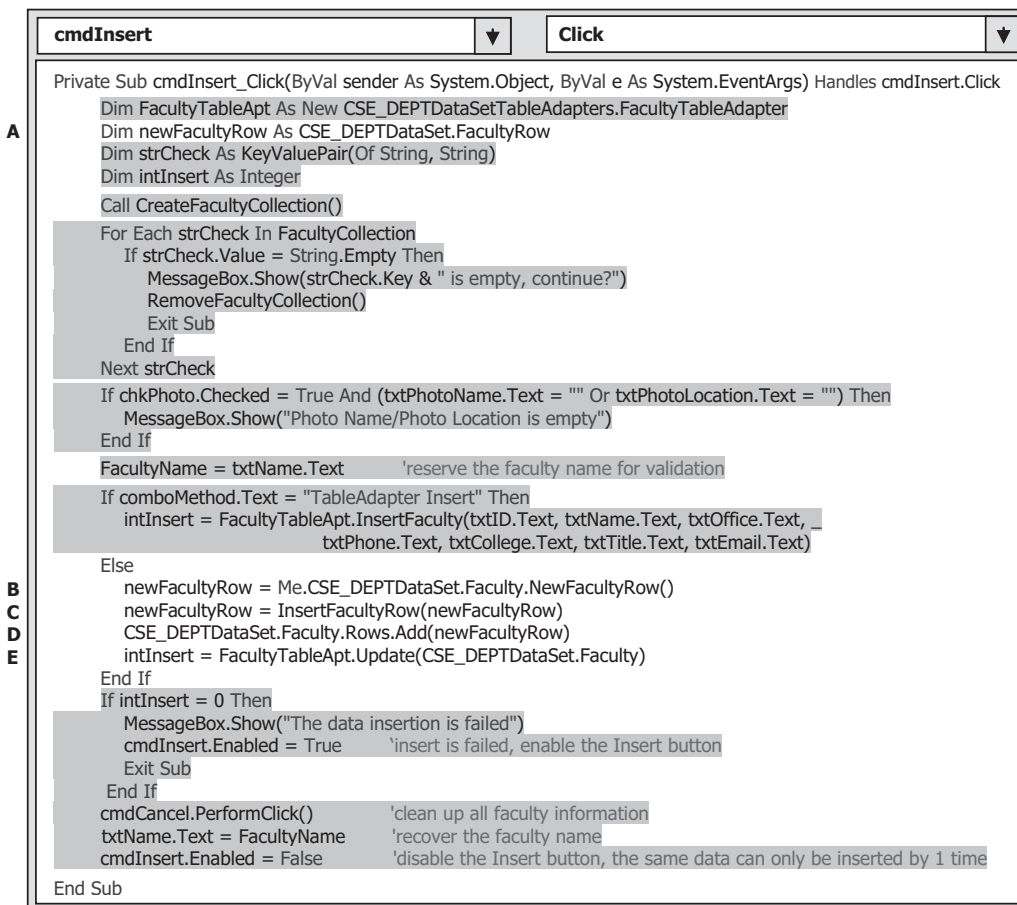 cmdInsert Click
Private Sub cmdInsert_Click(ByVal sender As System.Object, ByVal e As System.EventArgs) Handles cmdInsert.Click
Dim FacultyTableApt As New CSE_DEPTDataSetTableAdapters.FacultyTableAdapter
A Dim newFacultyRow As CSE_DEPTDataSet.FacultyRow
Dim strCheck As KeyValuePair(Of String, String)
Dim intInsert As Integer
Call CreateFacultyCollection()
For Each strCheck In FacultyCollection
If strCheck.Value = String.Empty Then
MessageBox.Show(strCheck.Key & " is empty, continue?")
RemoveFacultyCollection()
Exit Sub
End If
Next strCheck
If chkPhoto.Checked = True And (txtPhotoName.Text = "" Or txtPhotoLocation.Text = "") Then
MessageBox.Show("Photo Name/Photo Location is empty")
End If
FacultyName = txtName.Text 'reserve the faculty name for validation
If comboMethod.Text = "TableAdapter Insert" Then
intInsert = FacultyTableApt.InsertFaculty(txtID.Text, txtName.Text, txtOffice.Text, _
txtPhone.Text, txtCollege.Text, txtTitle.Text, txtEmail.Text)
Else
B newFacultyRow = Me.CSE_DEPTDataSet.Faculty.NewFacultyRow()
C newFacultyRow = InsertFacultyRow(newFacultyRow)
D CSE_DEPTDataSet.Faculty.Rows.Add(newFacultyRow)
E intInsert = FacultyTableApt.Update(CSE_DEPTDataSet.Faculty)
End If
If intInsert = 0 Then
MessageBox.Show("The data insertion is failed")
cmdInsert.Enabled = True ‘insert is failed, enable the Insert button
Exit Sub
End If
cmdCancel.PerformClick() 'clean up all faculty information
txtName.Text = FacultyName 'recover the faculty name
cmdInsert.Enabled = False 'disable the Insert button, the same data can only be inserted by 1 time
End Sub